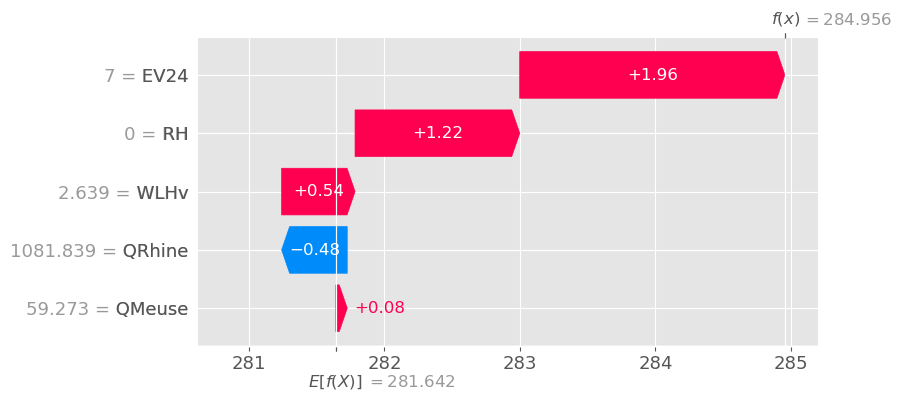 f(x) = 284.956
7 = EV24
+1.96
0 = RH
+1.22
2.639 = WLHv
+0.54
1081.839 = QRhine
−0.48
59.273 = QMeuse
+0.08
281 282 283 284 285
E[f(X)] = 281.642